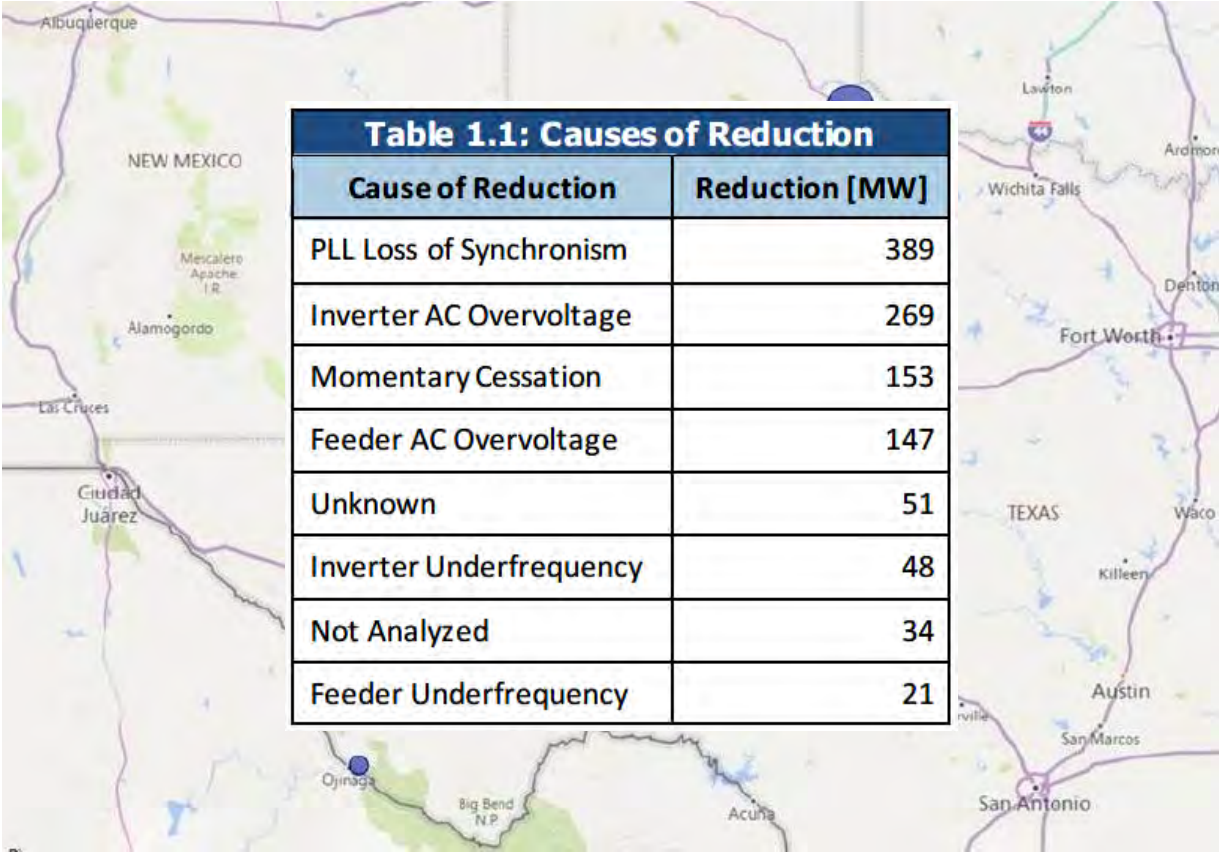 Albuquerque
Lawton
44
Ardmor
NEW MEXICO
Wichita Falls
Mescalero
Apache
I.R.
Alamogordo
Denton
Fort Worth
Las Cruces
Ciudad
Juárez
TEXAS
Waco
Killeen
Austin
rville
San Marcos
Ojinaga
Big Bend
N.P.
Acuña
San Antonio
Table 1.1: Causes of Reduction
Cause of Reduction Reduction [MW]
PLL Loss of Synchronism 389
Inverter AC Overvoltage 269
Momentary Cessation 153
Feeder AC Overvoltage 147
Unknown 51
Inverter Underfrequency 48
Not Analyzed 34
Feeder Underfrequency 21